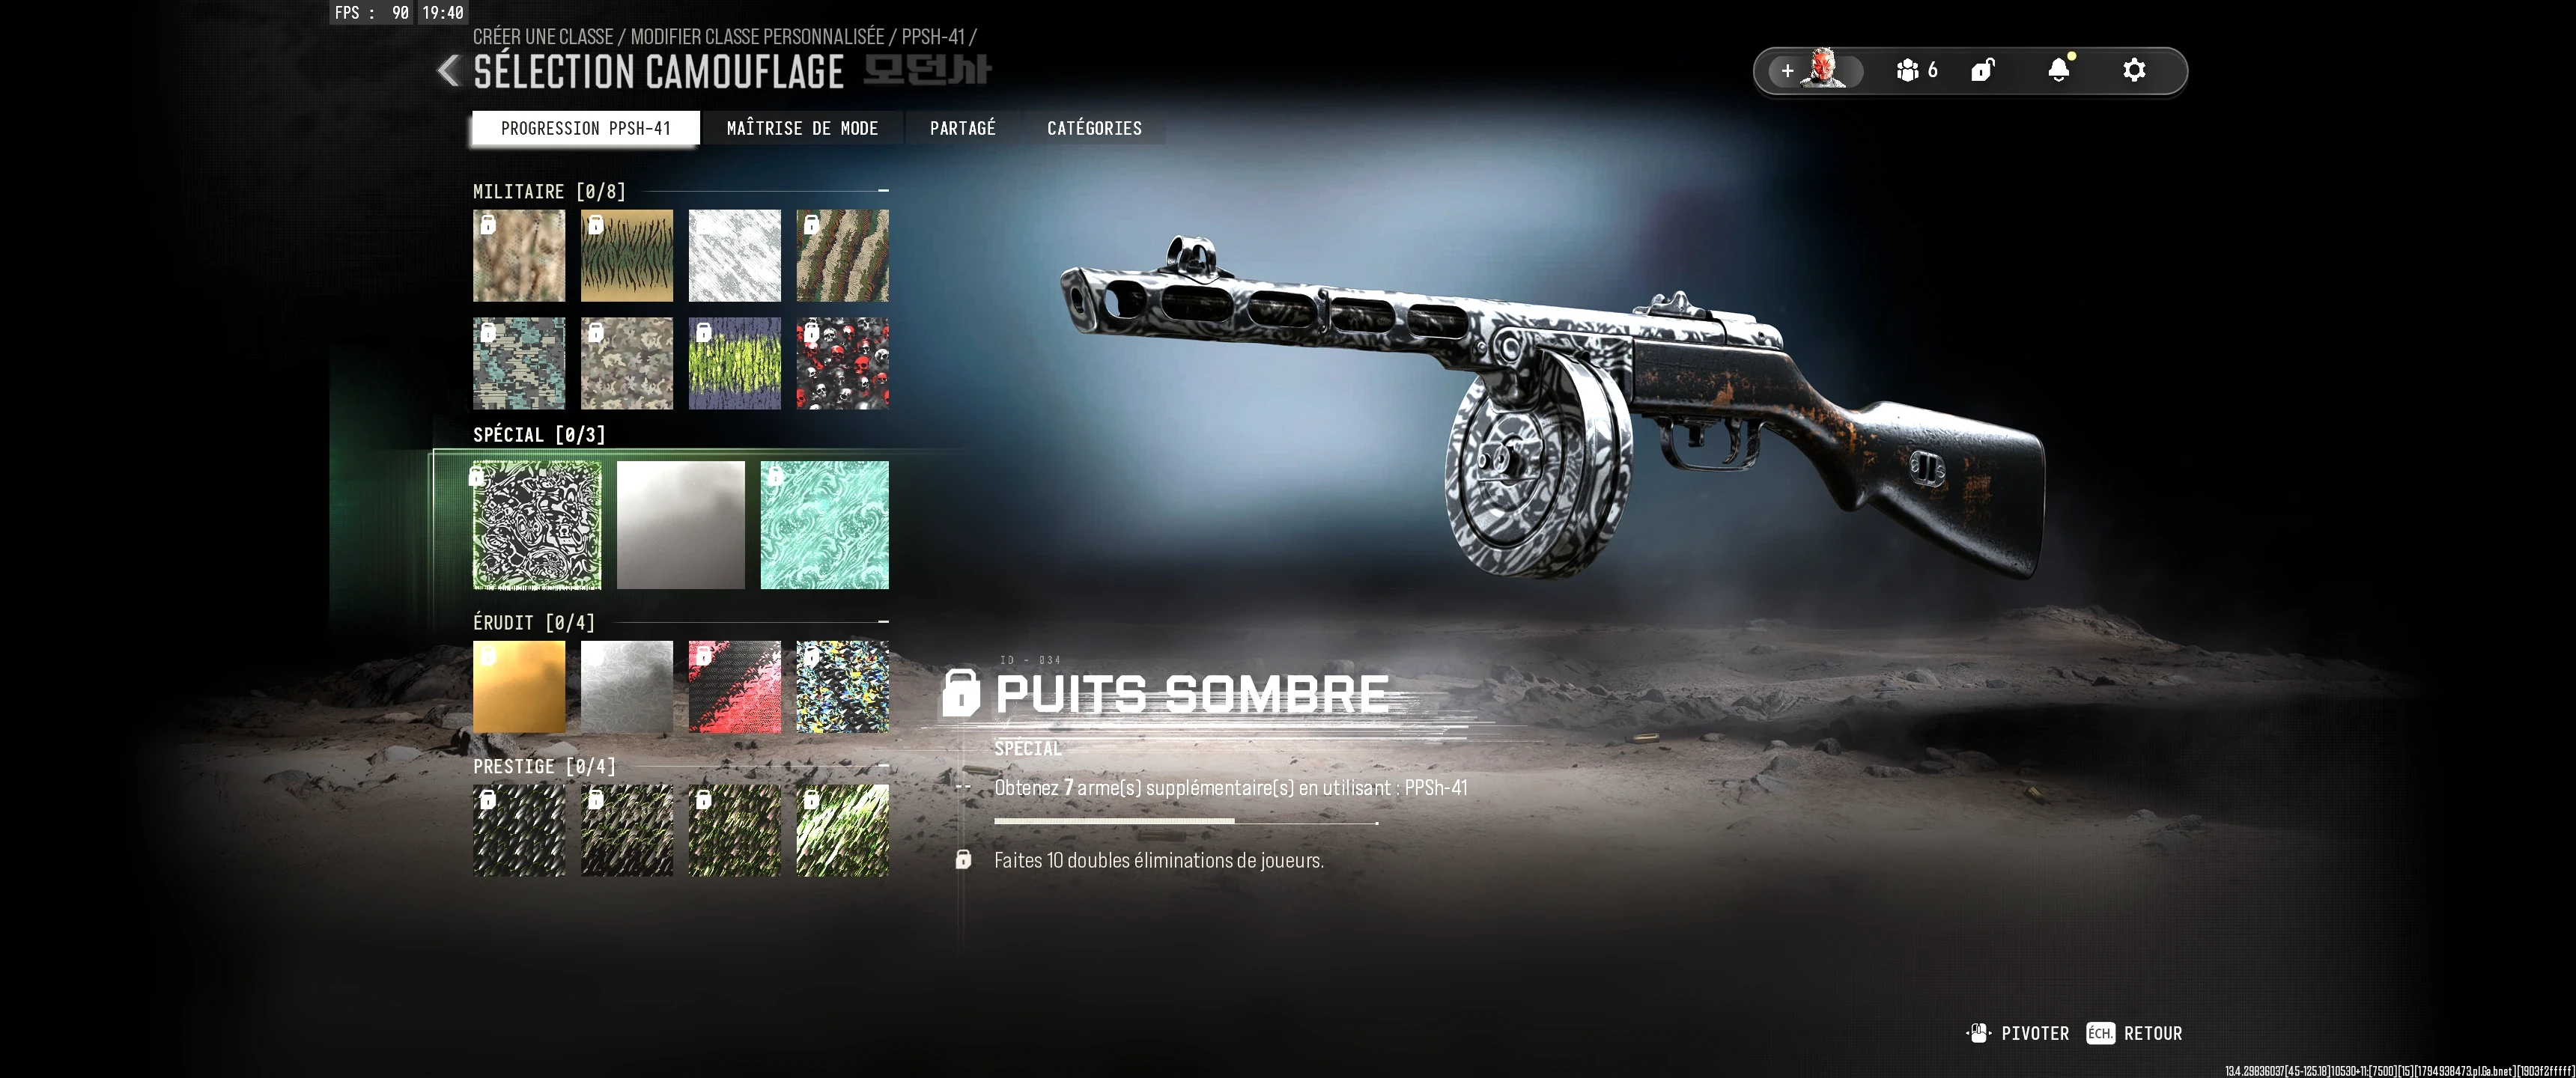 FPS : 90 19:40
CRÉER UNE CLASSE / MODIFIER CLASSE PERSONNALISÉE / PPSH-41 /
SÉLECTION CAMOUFLAGE 모던사
+ 6
PROGRESSION PPSH-41 MAÎTRISE DE MODE PARTAGÉ CATÉGORIES
MILITAIRE [0/8]
SPÉCIAL [0/3]
ÉRUDIT [0/4]
PRESTIGE [0/4]
ID - 034
PUITS SOMBRE
SPÉCIAL
Obtenez 7 arme(s) supplémentaire(s) en utilisant : PPSh-41
Faites 10 doubles éliminations de joueurs.
PIVOTER ÉCH. RETOUR